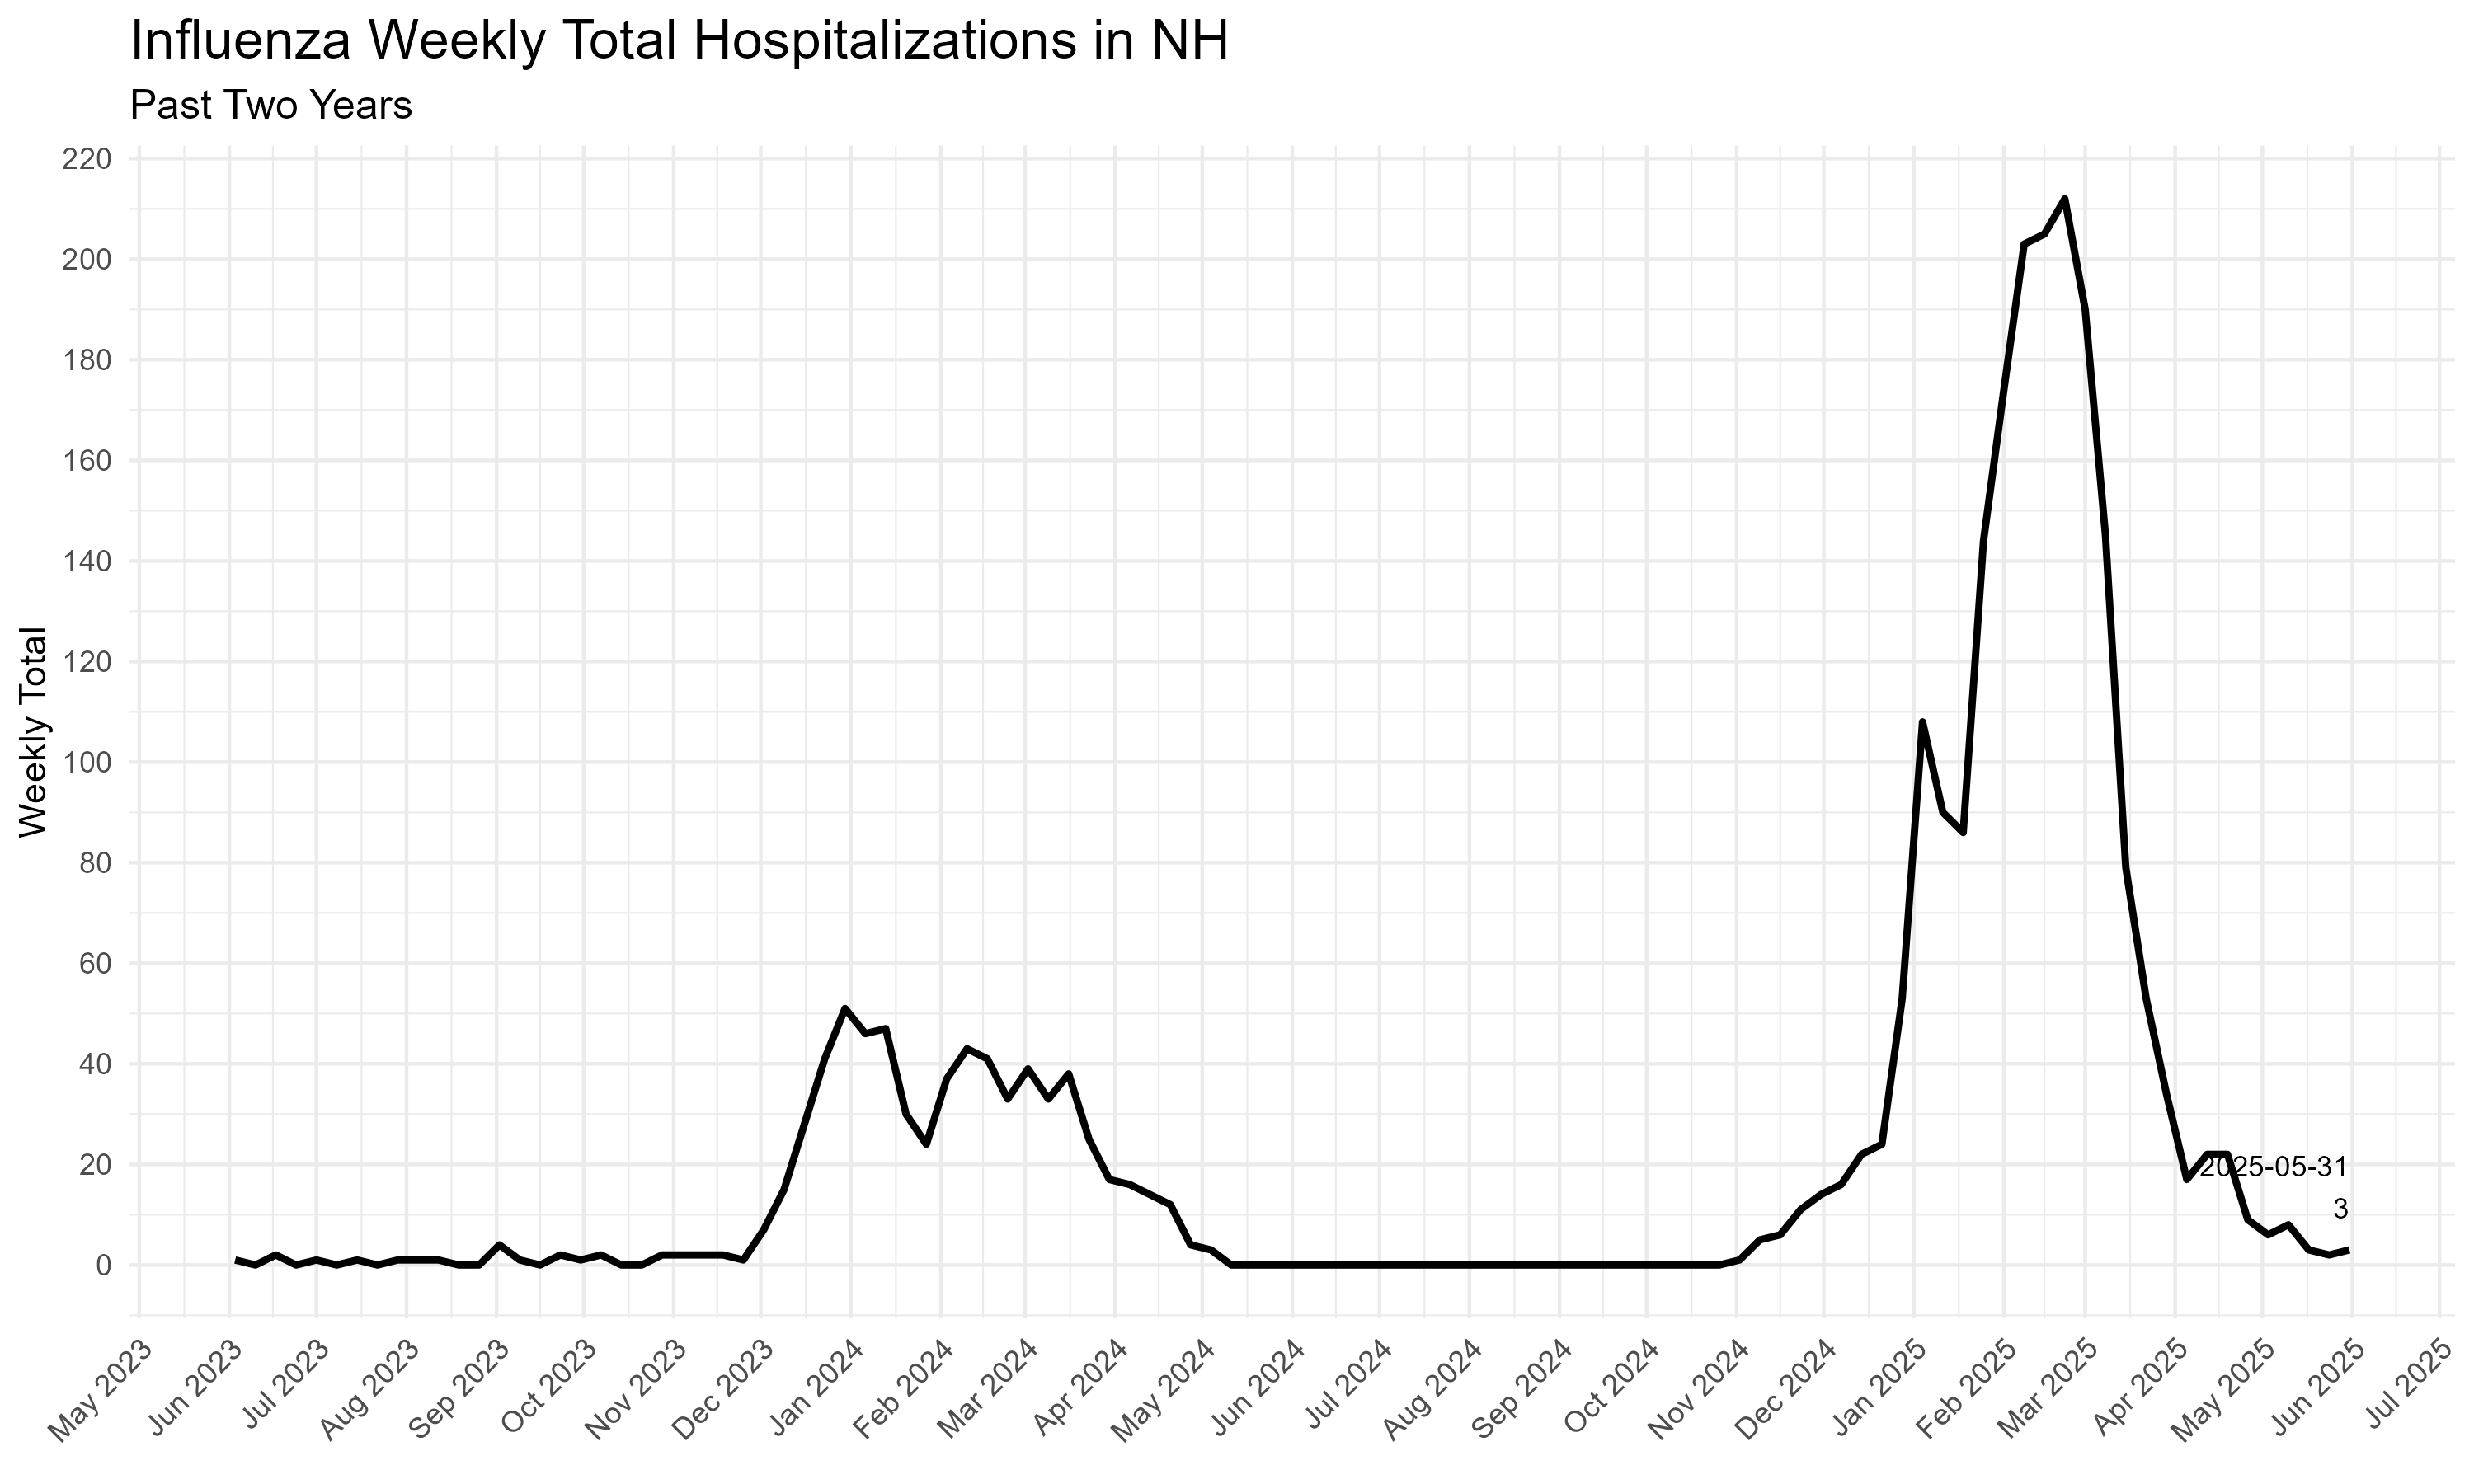 Influenza Weekly Total Hospitalizations in NH
Past Two Years
Weekly Total
220
200
180
160
140
120
100
80
60
40
20
0
2025-05-31
3
May 2023
Jun 2023
Jul 2023
Aug 2023
Sep 2023
Oct 2023
Nov 2023
Dec 2023
Jan 2024
Feb 2024
Mar 2024
Apr 2024
May 2024
Jun 2024
Jul 2024
Aug 2024
Sep 2024
Oct 2024
Nov 2024
Dec 2024
Jan 2025
Feb 2025
Mar 2025
Apr 2025
May 2025
Jun 2025
Jul 2025